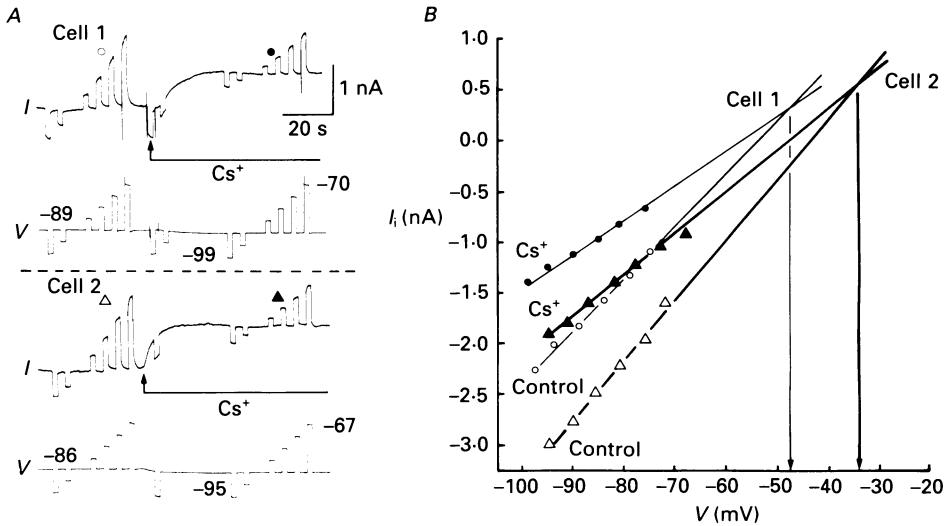 A
Cell 1
I
1 nA
20 s
Cs+
−70
−89
V
−99
Cell 2
I
Cs+
−67
−86
V
−95
B
1.0
0.5
0.0
−0.5
−1.0
−1.5
−2.0
−2.5
−3.0
Ii (nA)
Cell 1
Cell 2
Cs+
Cs+
Control
Control
−100 −90 −80 −70 −60 −50 −40 −30 −20
V (mV)